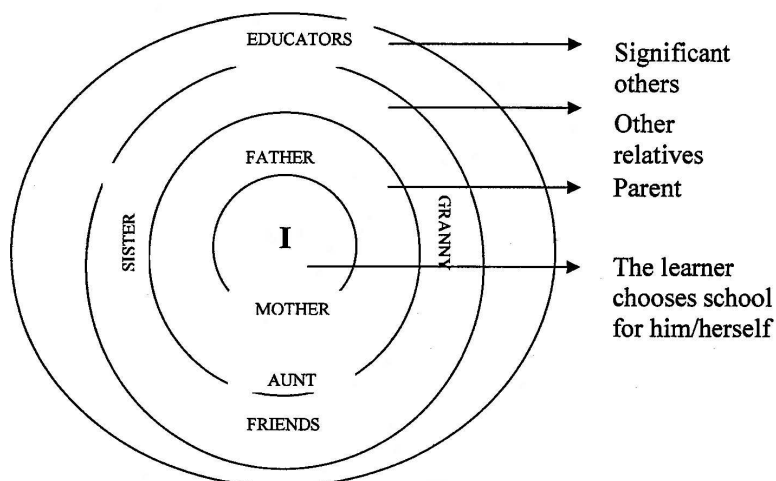 EDUCATORS
Significant
others
Other
relatives
FATHER
Parent
SISTER
GRANNY
I
The learner
chooses school
for him/herself
MOTHER
AUNT
FRIENDS